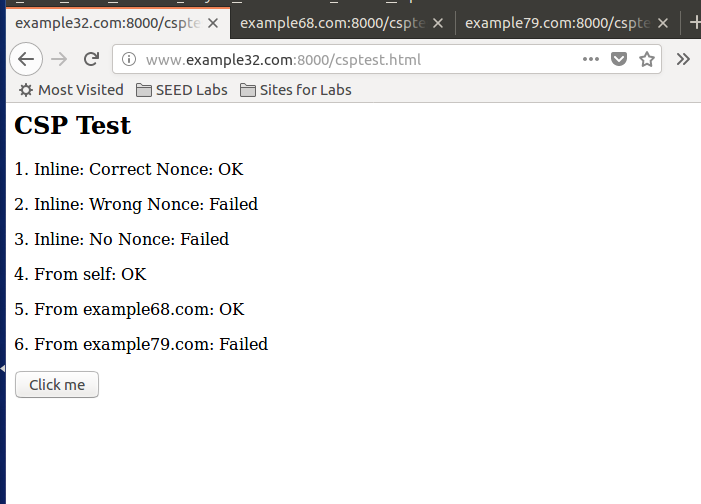 example32.com:8000/cspte example68.com:8000/cspte example79.com:8000/cspte
www.example32.com:8000/csptest.html
Most Visited SEED Labs Sites for Labs
CSP Test
1. Inline: Correct Nonce: OK
2. Inline: Wrong Nonce: Failed
3. Inline: No Nonce: Failed
4. From self: OK
5. From example68.com: OK
6. From example79.com: Failed
Click me